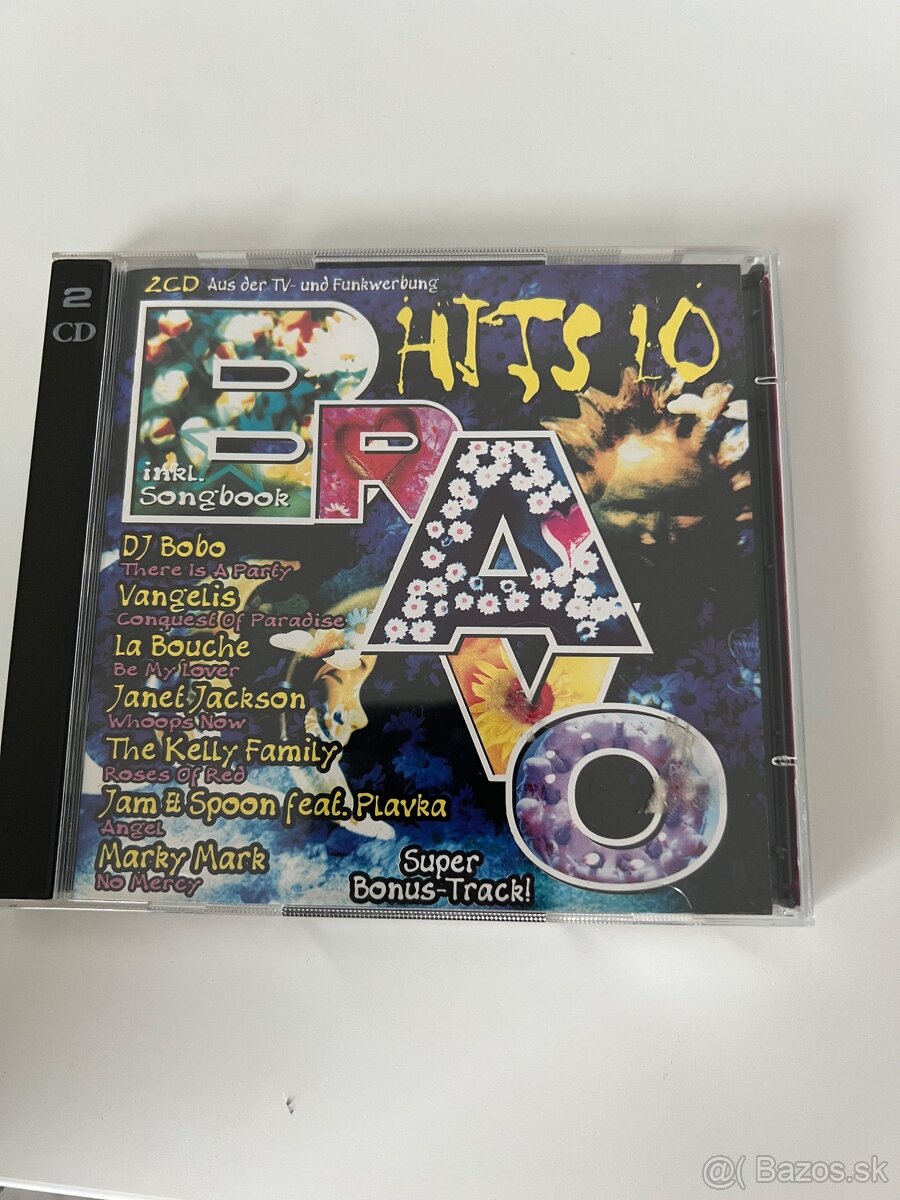 2
CD
2CD Aus der TV- und Funkwerbung
HITS 10
BRAVO
inkl.
Songbook
DJ Bobo
There Is A Party
Vangelis
Conquest Of Paradise
La Bouche
Be My Lover
Janet Jackson
Whoops Now
The Kelly Family
Roses Of Red
Jam & Spoon feat. Plavka
Angel
Marky Mark
No Mercy
Super
Bonus-Track!
@( Bazos.sk